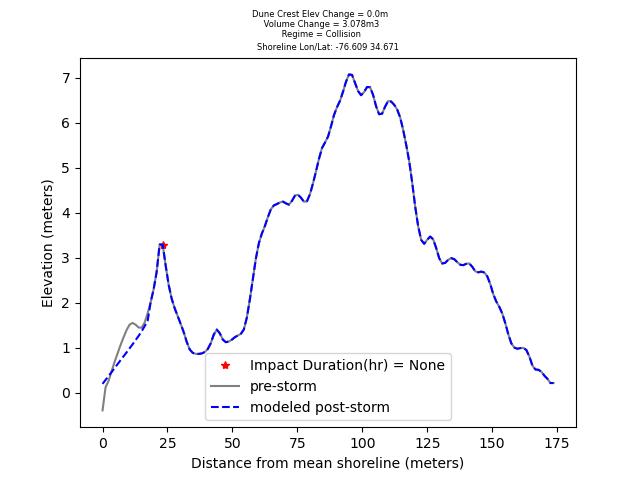 Dune Crest Elev Change = 0.0m
Volume Change = 3.078m3
Regime = Collision
Shoreline Lon/Lat: -76.609 34.671
7
6
5
4
3
2
1
0
Elevation (meters)
Impact Duration(hr) = None
pre-storm
modeled post-storm
0 25 50 75 100 125 150 175
Distance from mean shoreline (meters)